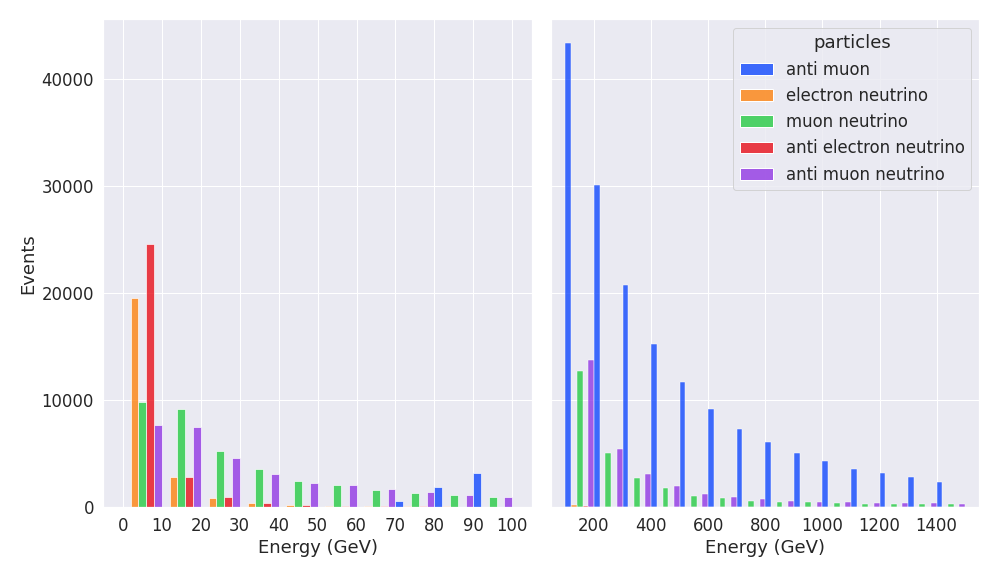 particles
anti muon
electron neutrino
muon neutrino
anti electron neutrino
anti muon neutrino
Events
40000
30000
20000
10000
0
0 10 20 30 40 50 60 70 80 90 100
200 400 600 800 1000 1200 1400
Energy (GeV)
Energy (GeV)